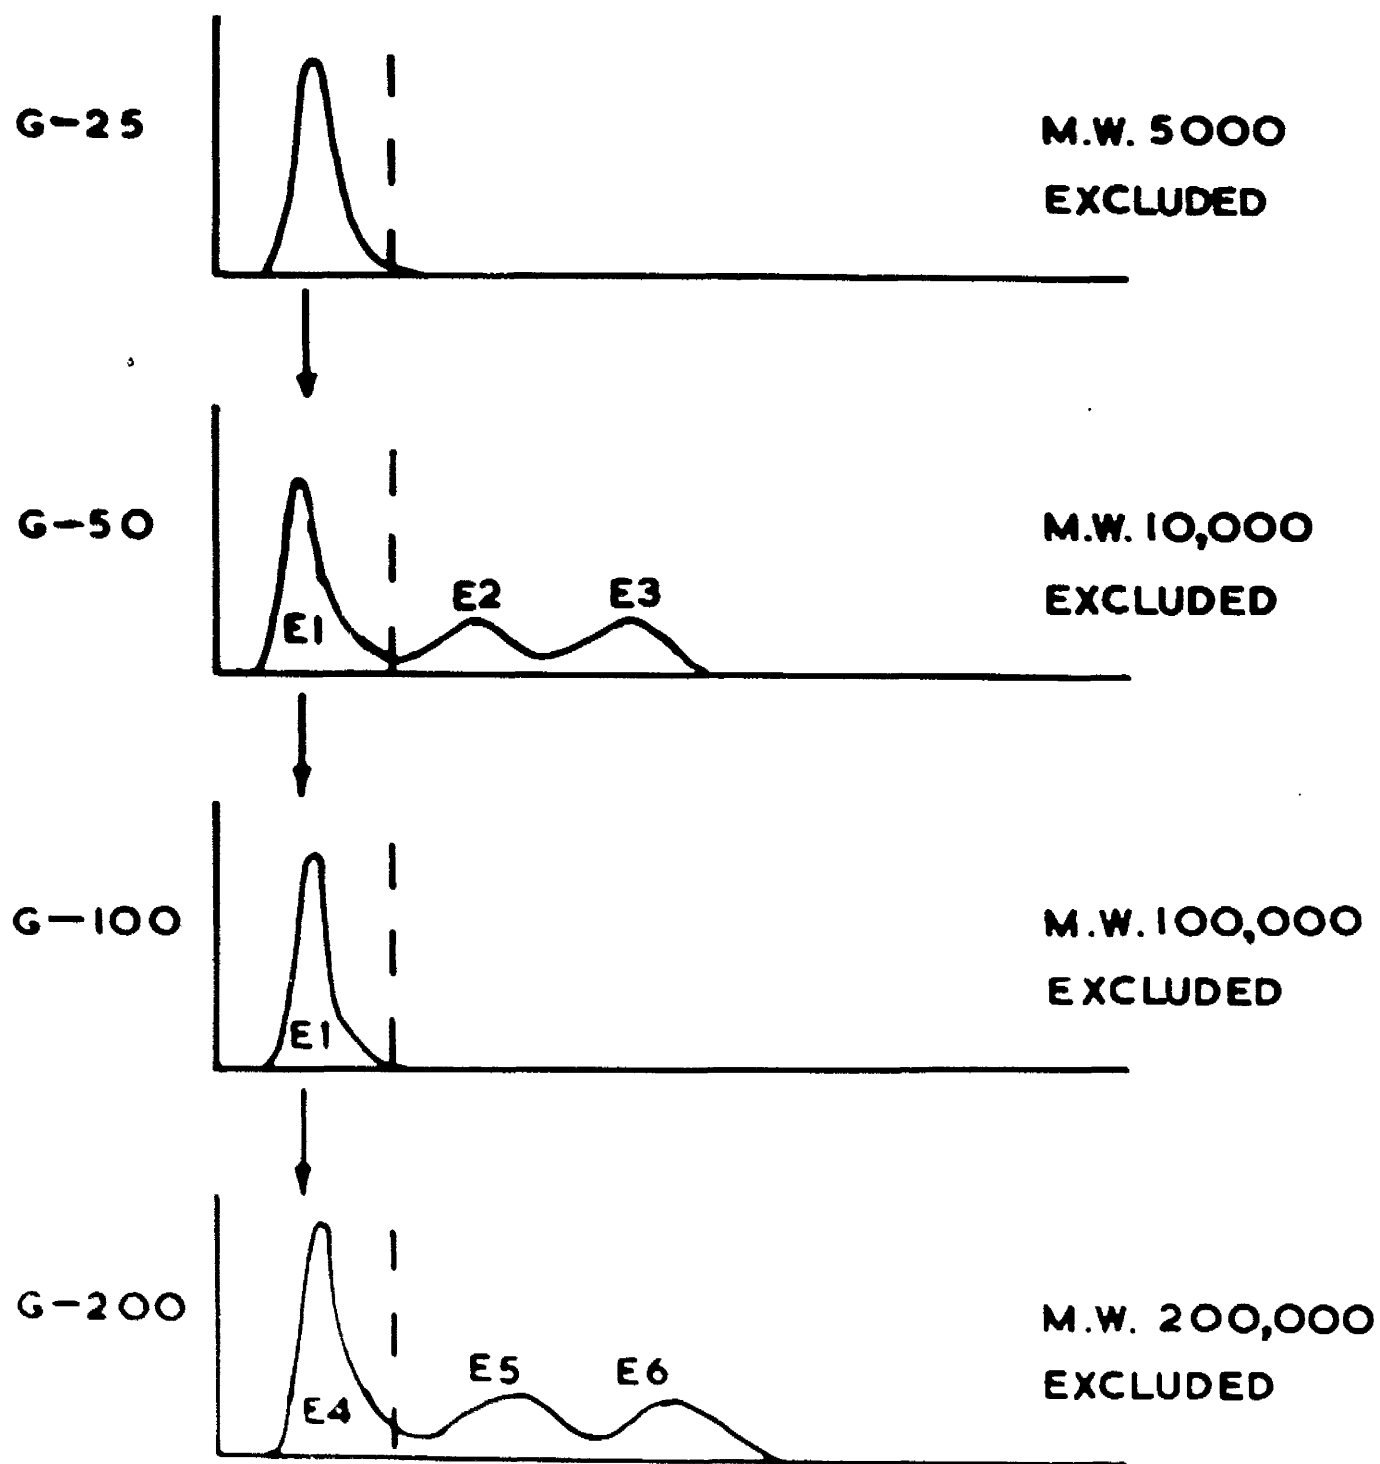 G-25
M.W. 5000
EXCLUDED
G-50
M.W. 10,000
EXCLUDED
E1
E2
E3
G-100
M.W. 100,000
EXCLUDED
E1
G-200
M.W. 200,000
EXCLUDED
E4
E5
E6